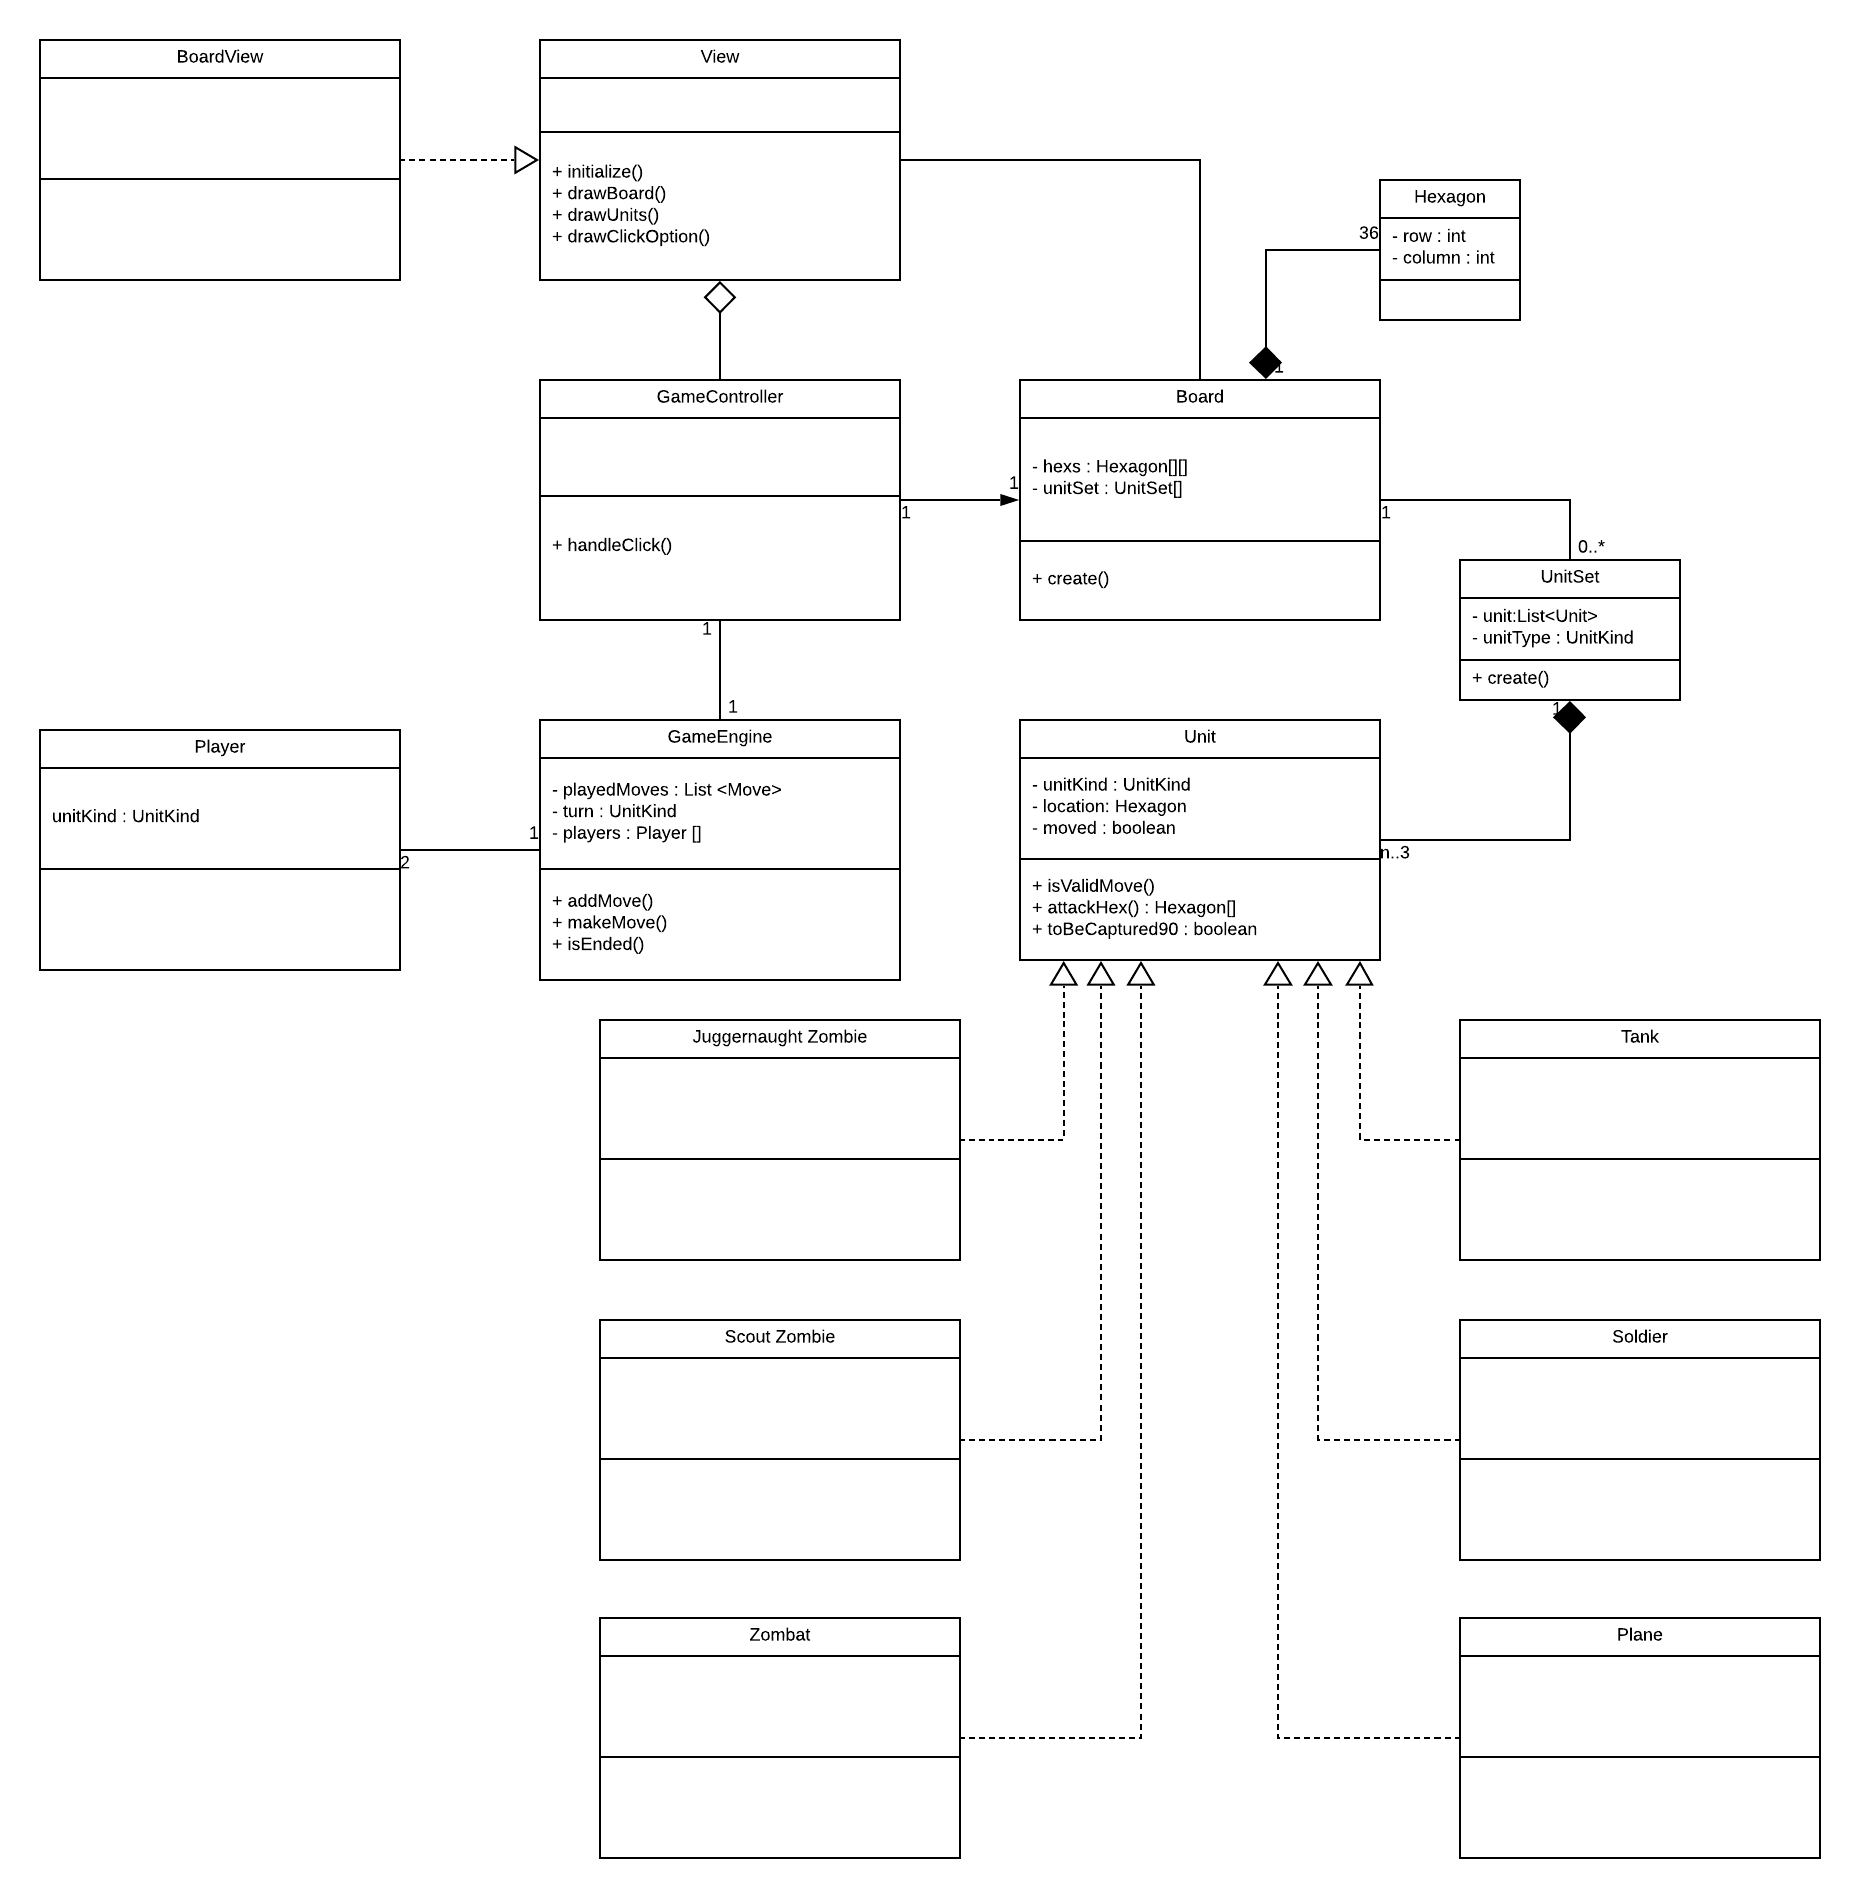 BoardView
View
+ initialize()
+ drawBoard()
+ drawUnits()
+ drawClickOption()
Hexagon
- row : int
- column : int
36
1
GameController
+ handleClick()
1
1
Board
- hexs : Hexagon[][]
- unitSet : UnitSet[]
+ create()
1
0..*
UnitSet
- unit:List<Unit>
- unitType : UnitKind
+ create()
1
1
1
Player
unitKind : UnitKind
2
1
GameEngine
- playedMoves : List <Move>
- turn : UnitKind
- players : Player []
+ addMove()
+ makeMove()
+ isEnded()
Unit
- unitKind : UnitKind
- location: Hexagon
- moved : boolean
+ isValidMove()
+ attackHex() : Hexagon[]
+ toBeCaptured90 : boolean
n..3
Juggernaught Zombie
Tank
Scout Zombie
Soldier
Zombat
Plane